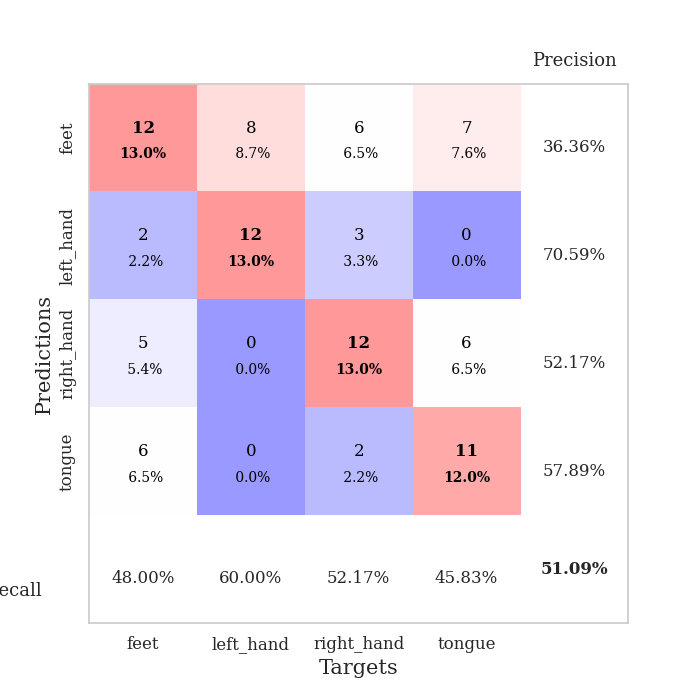 Precision
feet
12 8 6 7
13.0% 8.7% 6.5% 7.6%
36.36%
left_hand
2 12 3 0
2.2% 13.0% 3.3% 0.0%
70.59%
right_hand
5 0 12 6
5.4% 0.0% 13.0% 6.5%
52.17%
tongue
6 0 2 11
6.5% 0.0% 2.2% 12.0%
57.89%
Predictions
ecall
48.00% 60.00% 52.17% 45.83% 51.09%
feet left_hand right_hand tongue
Targets